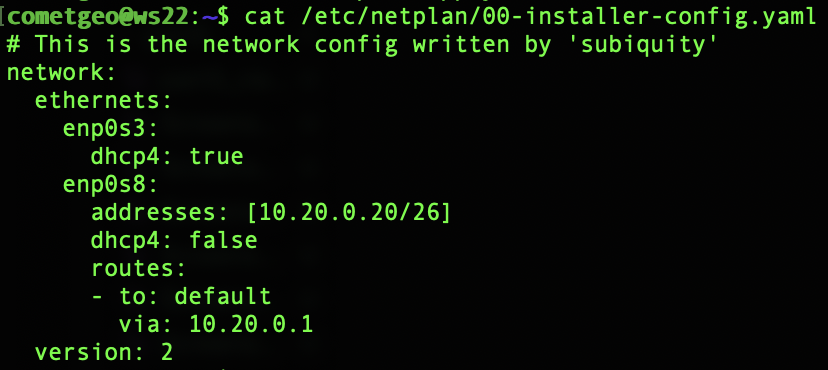 [cometgeo@ws22:~$ cat /etc/netplan/00-installer-config.yaml
# This is the network config written by 'subiquity'
network:
  ethernets:
    enp0s3:
      dhcp4: true
    enp0s8:
      addresses: [10.20.0.20/26]
      dhcp4: false
      routes:
      - to: default
        via: 10.20.0.1
  version: 2